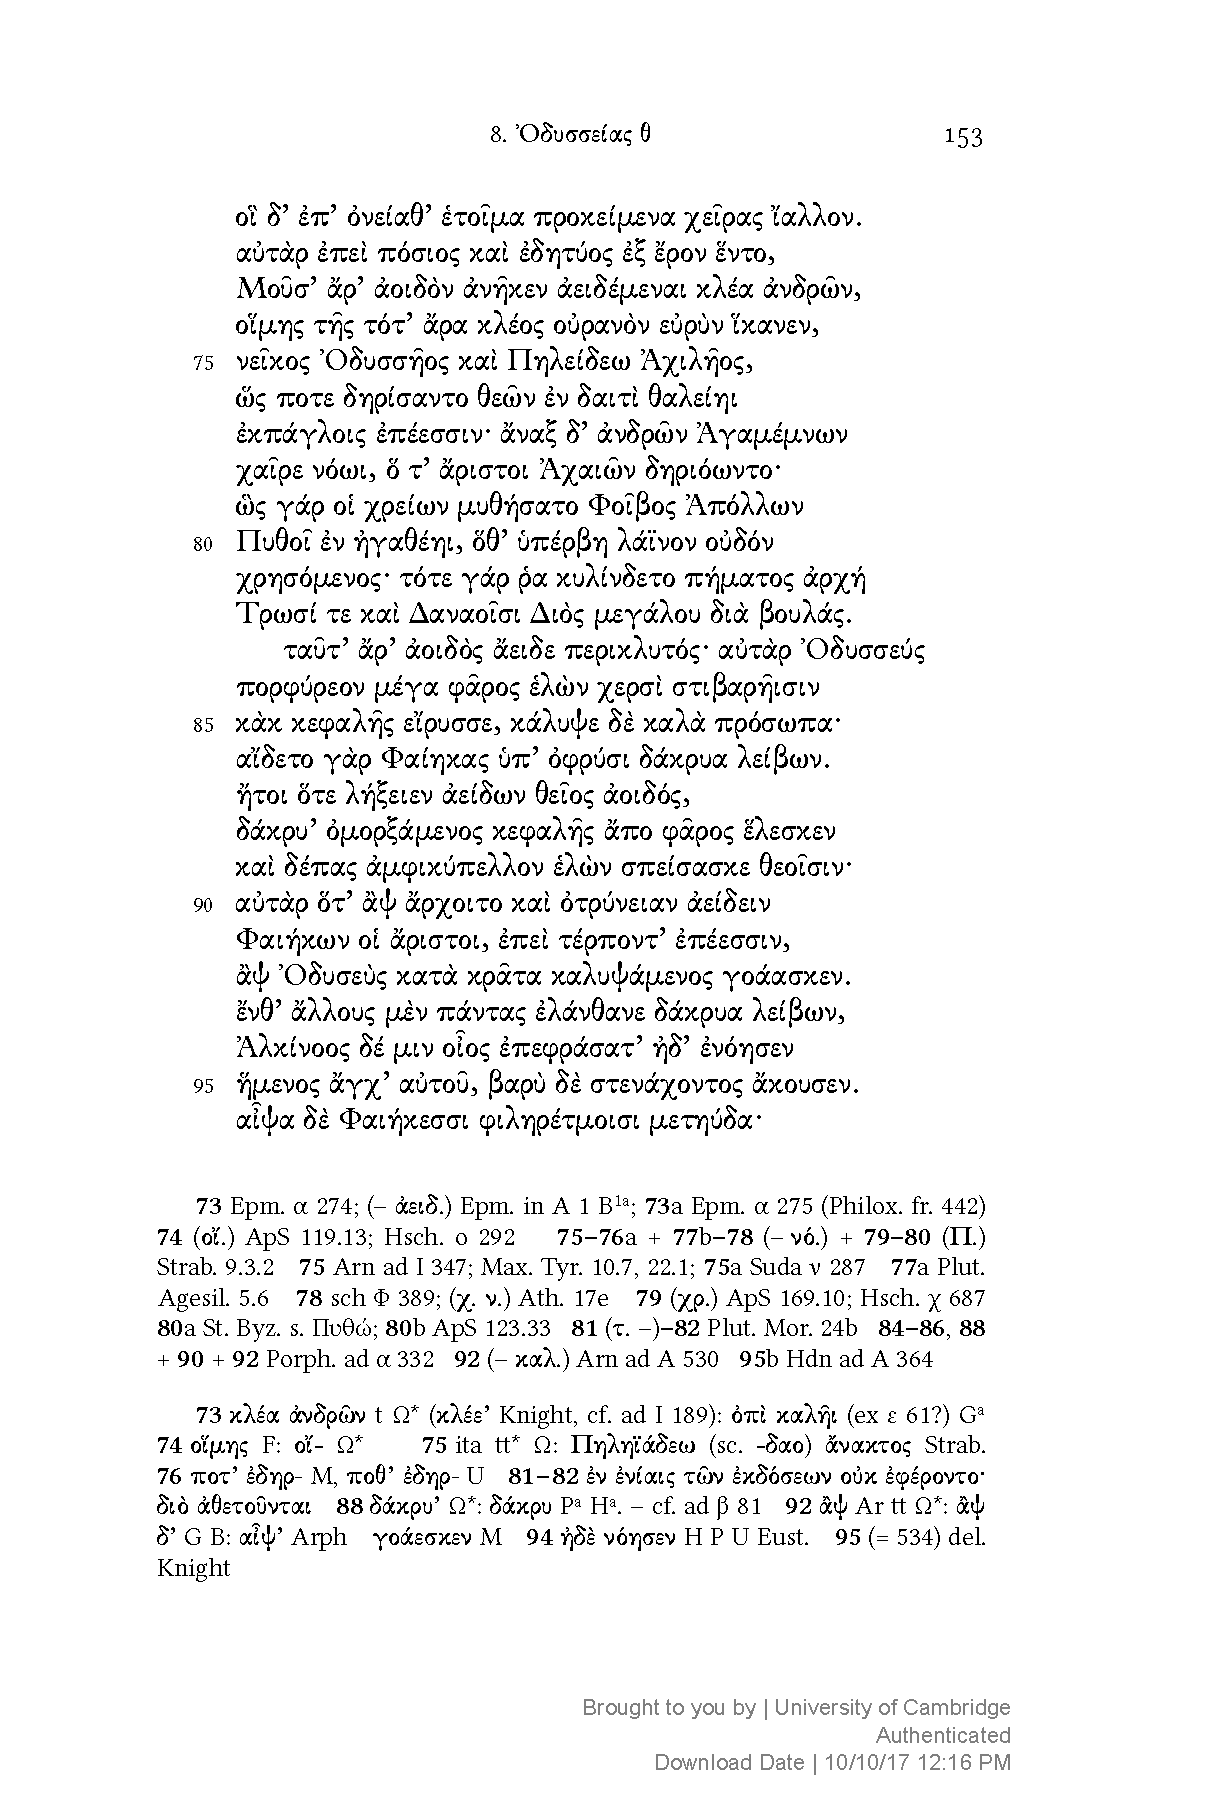 8. Ὀδυσσείας θ 153
οἳ δ’ ἐπ’ ὀνείαθ’ ἑτοῖμα προκείμενα χεῖρας ἴαλλον.
αὐτὰρ ἐπεὶ πόσιος καὶ ἐδητύος ἐξ ἔρον ἕντο,
Μοῦσ’ ἄρ’ ἀοιδὸν ἀνῆκεν ἀειδέμεναι κλέα ἀνδρῶν,
οἵμης τῆς τότ’ ἄρα κλέος οὐρανὸν εὐρὺν ἵκανεν,
75 νεῖκος Ὀδυσσῆος καὶ Πηλείδεω Ἀχιλῆος,
ὥς ποτε δηρίσαντο θεῶν ἐν δαιτὶ θαλείηι
ἐκπάγλοις ἐπέεσσιν· ἄναξ δ’ ἀνδρῶν Ἀγαμέμνων
χαῖρε νόωι, ὅ τ’ ἄριστοι Ἀχαιῶν δηριόωντο·
ὣς γάρ οἱ χρείων μυθήσατο Φοῖβος Ἀπόλλων
80 Πυθοῖ ἐν ἠγαθέηι, ὅθ’ ὑπέρβη λάϊνον οὐδόν
χρησόμενος· τότε γάρ ῥα κυλίνδετο πήματος ἀρχή
Τρωσί τε καὶ Δαναοῖσι Διὸς μεγάλου διὰ βουλάς.
ταῦτ’ ἄρ’ ἀοιδὸς ἄειδε περικλυτός· αὐτὰρ Ὀδυσσεύς
πορφύρεον μέγα φᾶρος ἑλὼν χερσὶ στιβαρῆισιν
85 κὰκ κεφαλῆς εἴρυσσε, κάλυψε δὲ καλὰ πρόσωπα·
αἴδετο γὰρ Φαίηκας ὑπ’ ὀφρύσι δάκρυα λείβων.
ἤτοι ὅτε λήξειεν ἀείδων θεῖος ἀοιδός,
δάκρυ’ ὀμορξάμενος κεφαλῆς ἄπο φᾶρος ἕλεσκεν
καὶ δέπας ἀμφικύπελλον ἑλὼν σπείσασκε θεοῖσιν·
90 αὐτὰρ ὅτ’ ἂψ ἄρχοιτο καὶ ὀτρύνειαν ἀείδειν
Φαιήκων οἱ ἄριστοι, ἐπεὶ τέρποντ’ ἐπέεσσιν,
ἂψ Ὀδυσεὺς κατὰ κρᾶτα καλυψάμενος γοάασκεν.
ἔνθ’ ἄλλους μὲν πάντας ἐλάνθανε δάκρυα λείβων,
Ἀλκίνοος δέ μιν οἶος ἐπεφράσατ’ ἠδ’ ἐνόησεν
95 ἥμενος ἄγχ’ αὐτοῦ, βαρὺ δὲ στενάχοντος ἄκουσεν.
αἶψα δὲ Φαιήκεσσι φιληρέτμοισι μετηύδα·
73 Epm. α 274; (– ἀειδ.) Epm. in A 1 B¹ᵃ; 73a Epm. α 275 (Philox. fr. 442)
74 (οἴ.) ApS 119.13; Hsch. ο 292 75–76a + 77b–78 (– νό.) + 79–80 (Π.)
Strab. 9.3.2 75 Arn ad I 347; Max. Tyr. 10.7, 22.1; 75a Suda ν 287 77a Plut.
Agesil. 5.6 78 sch Φ 389; (χ. ν.) Ath. 17e 79 (χρ.) ApS 169.10; Hsch. χ 687
80a St. Byz. s. Πυθώ; 80b ApS 123.33 81 (τ. –)–82 Plut. Mor. 24b 84–86, 88
+ 90 + 92 Porph. ad α 332 92 (– καλ.) Arn ad A 530 95b Hdn ad A 364
73 κλέα ἀνδρῶν t Ω* (κλέε’ Knight, cf. ad I 189): ὀπὶ καλῆι (ex ε 61?) Gᵃ
74 οἵμης F: οἴ- Ω* 75 ita tt* Ω: Πηληϊάδεω (sc. -δαο) ἄνακτος Strab.
76 ποτ’ ἐδηρ- M, ποθ’ ἐδηρ- U 81–82 ἐν ἐνίαις τῶν ἐκδόσεων οὐκ ἐφέροντο·
διὸ ἀθετοῦνται 88 δάκρυ’ Ω*: δάκρυ Pᵃ Hᵃ. – cf. ad β 81 92 ἂψ Ar tt Ω*: ἂψ
δ’ G B: αἶψ’ Arph γοάεσκεν M 94 ἠδὲ νόησεν H P U Eust. 95 (= 534) del.
Knight
Brought to you by | University of Cambridge
Authenticated
Download Date | 10/10/17 12:16 PM